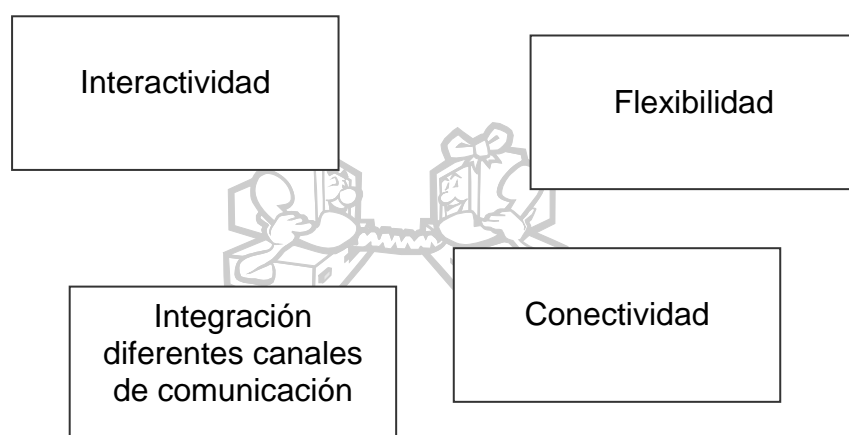 Interactividad
Flexibilidad
Integración
diferentes canales
de comunicación
Conectividad